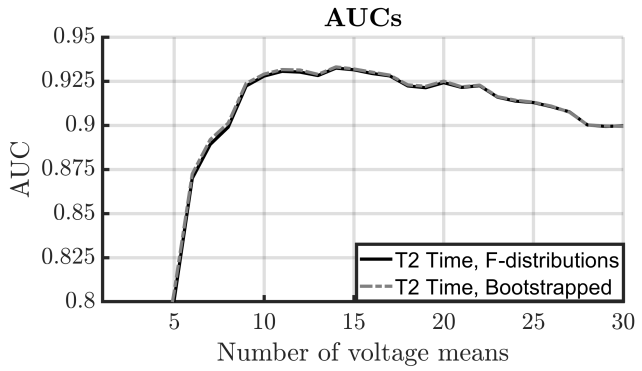 AUCs
0.95
0.925
0.9
0.875
0.85
0.825
0.8
AUC
T2 Time, F-distributions
T2 Time, Bootstrapped
5 10 15 20 25 30
Number of voltage means